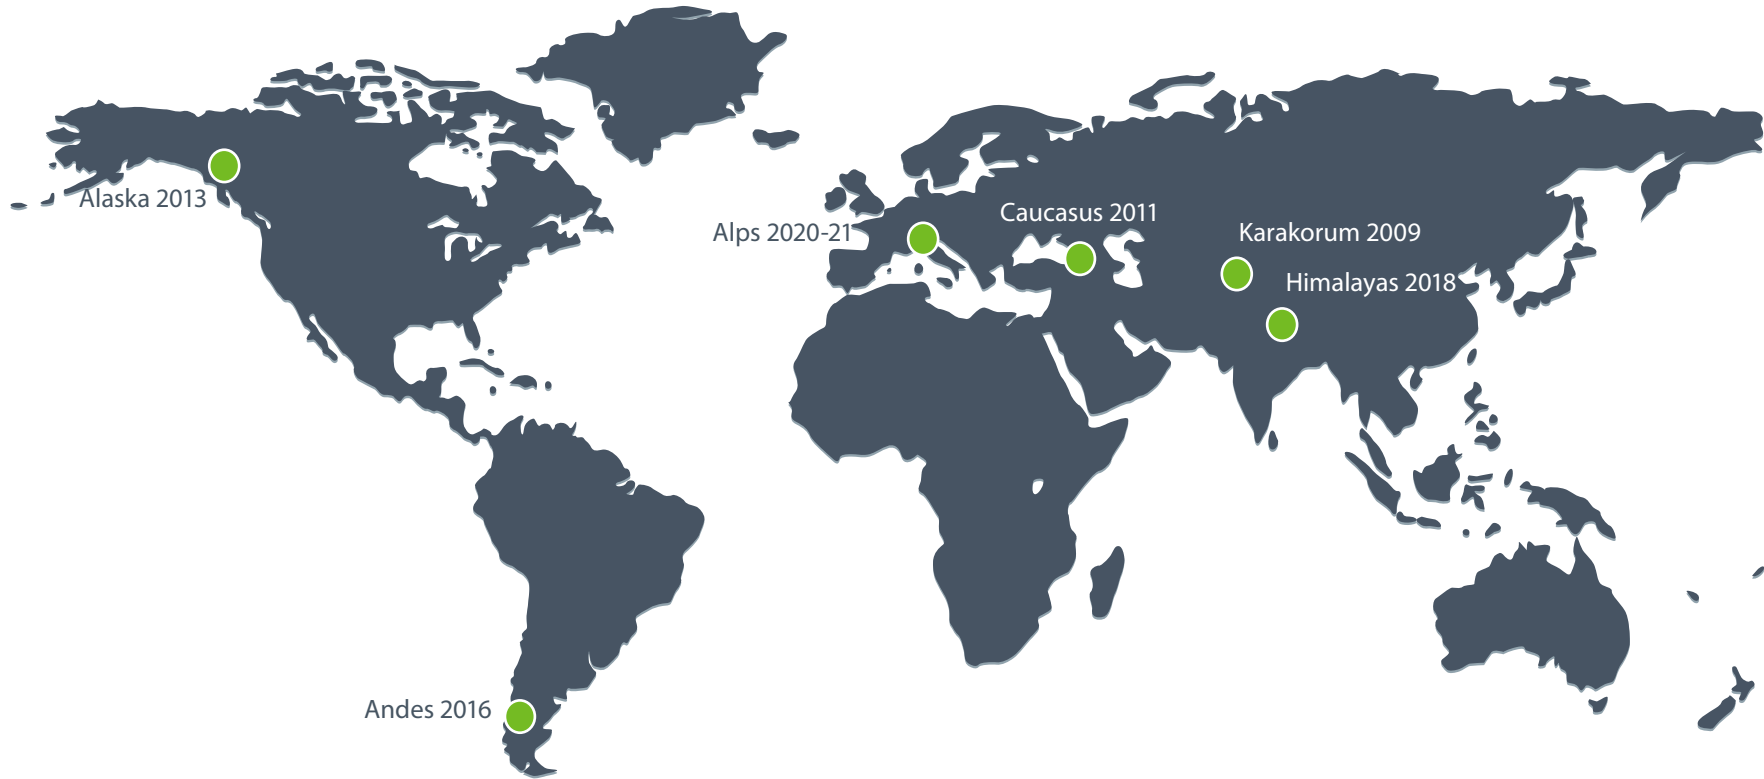 Alaska 2013
Alps 2020-21
Caucasus 2011
Karakorum 2009
Himalayas 2018
Andes 2016